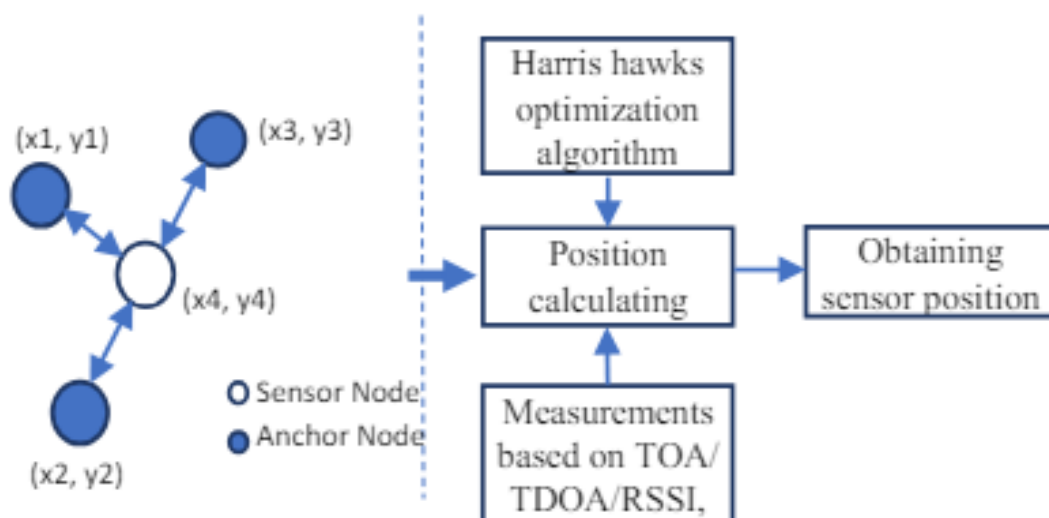 (x1, y1)
(x3, y3)
(x4, y4)
(x2, y2)
Sensor Node
Anchor Node
Harris hawks
optimization
algorithm
Position
calculating
Obtaining
sensor position
Measurements
based on TOA/
TDOA/RSSI,